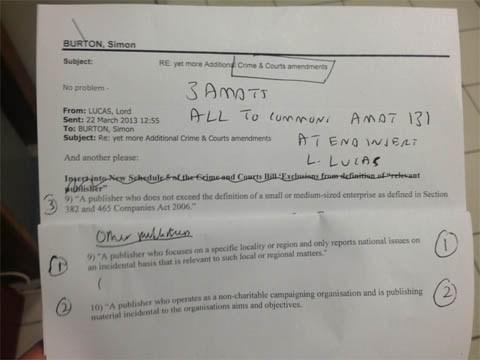 BURTON, Simon
Subject: RE: yet more Additional Crime & Courts amendments
No problem -
3 AMDTS
ALL TO COMMONS AMDT 131
AT END INSERT
L. LUCAS
From: LUCAS, Lord
Sent: 22 March 2013 12:55
To: BURTON, Simon
Subject: Re: yet more Additional Crime & Courts amendments
And another please:
Insert into New Schedule 5 of the Crime and Courts Bill 'Exclusions from definition of "relevant
publisher"
3 9) "A publisher who does not exceed the definition of a small or medium-sized enterprise as defined in Section
382 and 465 Companies Act 2006."
Other publishers
1 9) "A publisher who focuses on a specific locality or region and only reports national issues on 1
an incidental basis that is relevant to such local or regional matters."
2 10) "A publisher who operates as a non-charitable campaigning organisation and is publishing 2
material incidental to the organisations aims and objectives.